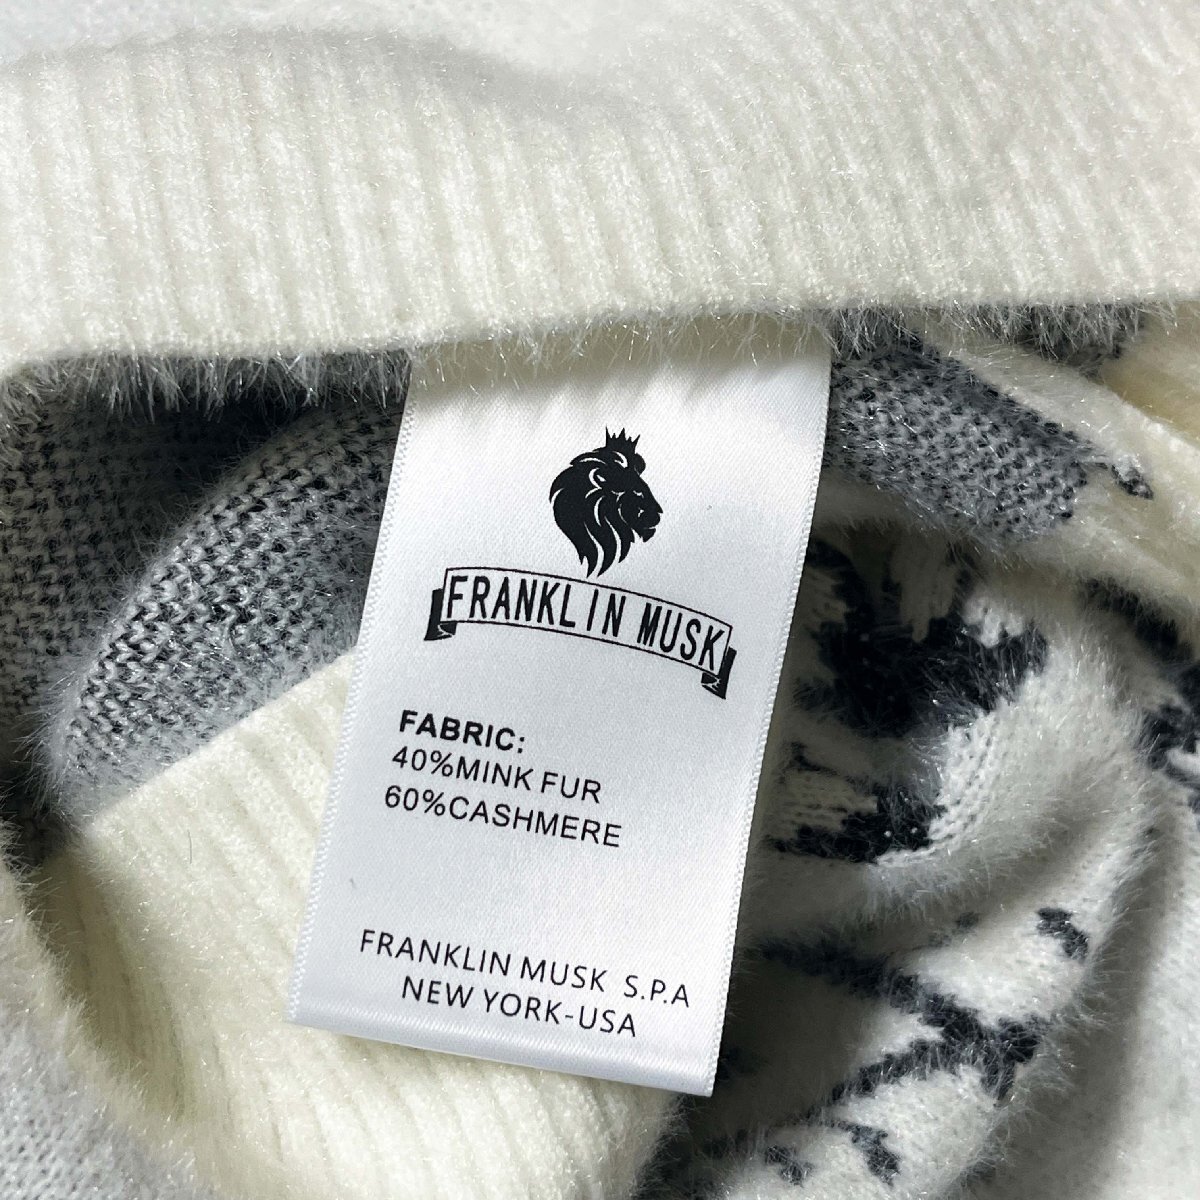 FRANKLIN MUSK
FABRIC:
40%MINK FUR
60%CASHMERE
FRANKLIN MUSK S.P.A
NEW YORK-USA